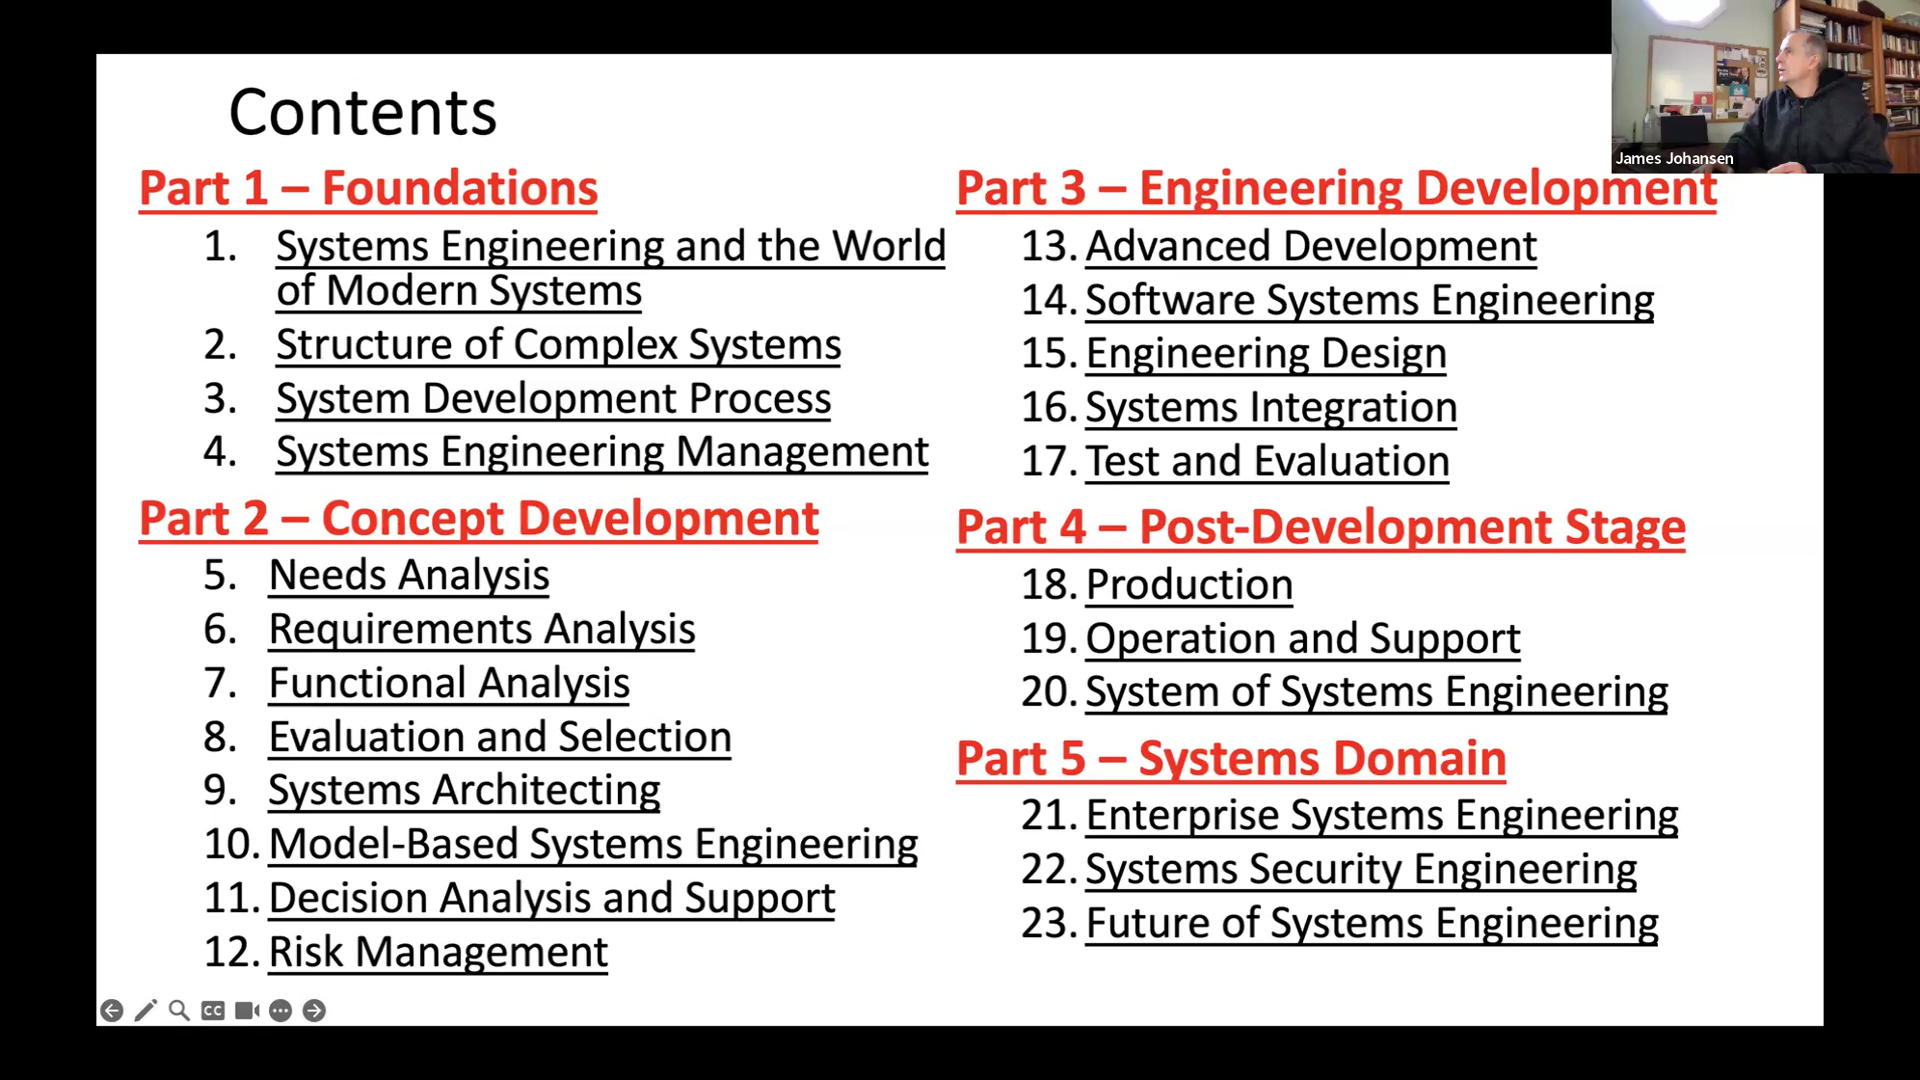 Contents
Part 1 – Foundations
1. Systems Engineering and the World
of Modern Systems
2. Structure of Complex Systems
3. System Development Process
4. Systems Engineering Management
Part 2 – Concept Development
5. Needs Analysis
6. Requirements Analysis
7. Functional Analysis
8. Evaluation and Selection
9. Systems Architecting
10. Model-Based Systems Engineering
11. Decision Analysis and Support
12. Risk Management
Part 3 – Engineering Development
13. Advanced Development
14. Software Systems Engineering
15. Engineering Design
16. Systems Integration
17. Test and Evaluation
Part 4 – Post-Development Stage
18. Production
19. Operation and Support
20. System of Systems Engineering
Part 5 – Systems Domain
21. Enterprise Systems Engineering
22. Systems Security Engineering
23. Future of Systems Engineering
James Johansen
CC